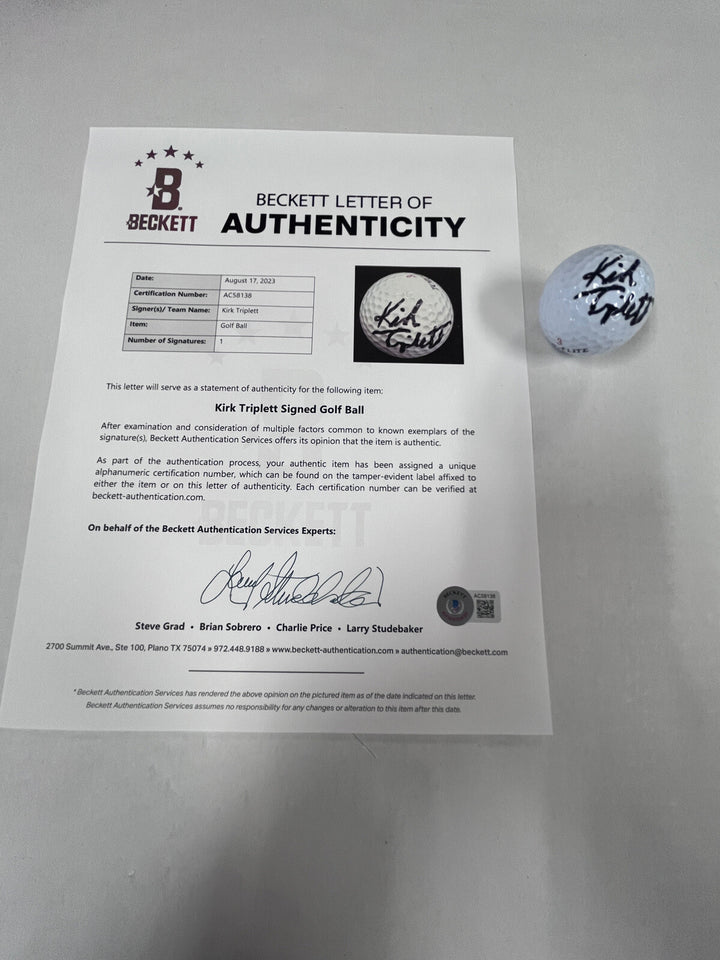 B
BECKETT
BECKETT LETTER OF
AUTHENTICITY
Date: August 17, 2023
Certification Number: AC58138
Signer(s)/ Team Name: Kirk Triplett
Item: Golf Ball
Number of Signatures: 1
Kirk
Triplett
This letter will serve as a statement of authenticity for the following item:
Kirk Triplett Signed Golf Ball
After examination and consideration of multiple factors common to known exemplars of the
signature(s), Beckett Authentication Services offers its opinion that the item is authentic.
As part of the authentication process, your authentic item has been assigned a unique
alphanumeric certification number, which can be found on the tamper-evident label affixed to
either the item or on this letter of authenticity. Each certification number can be verified at
beckett-authentication.com.
BECKETT
On behalf of the Beckett Authentication Services Experts:
Larry Studebaker
BECKETT
AC58138
Steve Grad • Brian Sobrero • Charlie Price • Larry Studebaker
2700 Summit Ave., Ste 100, Plano TX 75074 » 972.448.9188 » www.beckett-authentication.com » authentication@beckett.com
* Beckett Authentication Services has rendered the above opinion on the pictured item as of the date indicated on this letter.
Beckett Authentication Services assumes no responsibility for any changes or alteration to this item after this date.
Kirk
Triplett
3
LITE